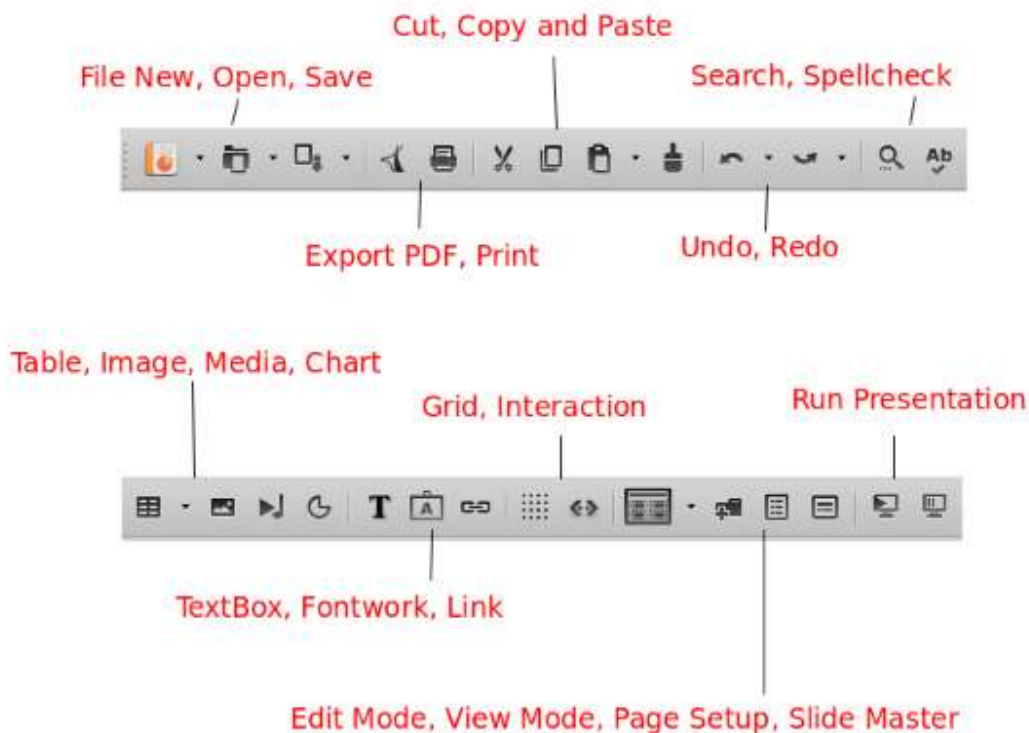 Cut, Copy and Paste
File New, Open, Save
Search, Spellcheck
Ab
Export PDF, Print
Undo, Redo
Table, Image, Media, Chart
Grid, Interaction
Run Presentation
T
A
TextBox, Fontwork, Link
Edit Mode, View Mode, Page Setup, Slide Master